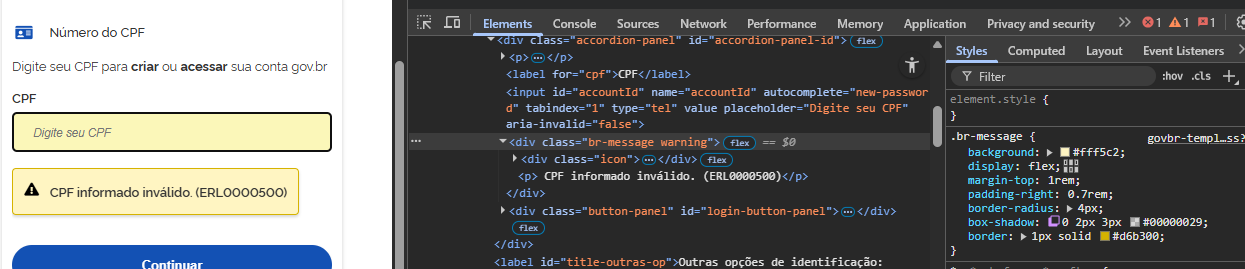 Número do CPF
Digite seu CPF para criar ou acessar sua conta gov.br
CPF
Digite seu CPF
CPF informado inválido. (ERL0000500)
Continuar
Elements Console Sources Network Performance Memory Application Privacy and security 1 1 1
<div class="accordion-panel" id="accordion-panel-id"> flex
<p> </p>
<label for="cpf">CPF</label>
<input id="accountId" name="accountId" autocomplete="new-passwor
d" tabindex="1" type="tel" value placeholder="Digite seu CPF"
aria-invalid="false">
<div class="br-message warning"> flex == $0
<div class="icon"> </div> flex
<p> CPF informado inválido. (ERL0000500)</p>
</div>
<div class="button-panel" id="login-button-panel"> </div>
flex
</div>
<label id="title-outras-op">Outras opções de identificação:
Styles Computed Layout Event Listeners
Filter :hov .cls
element.style {
}
.br-message { govbr-templ…ss?
background: #fff5c2;
display: flex;
margin-top: 1rem;
padding-right: 0.7rem;
border-radius: 4px;
box-shadow: 0 2px 3px #00000029;
border: 1px solid #d6b300;
}